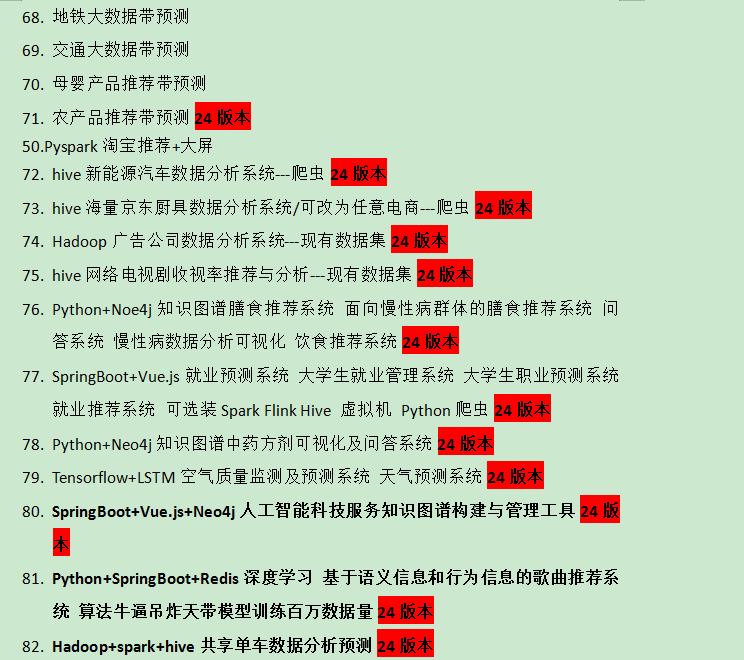 68. 地铁大数据带预测
69. 交通大数据带预测
70. 母婴产品推荐带预测
71. 农产品推荐带预测 24 版本
50.Pyspark 淘宝推荐+大屏
72. hive 新能源汽车数据分析系统---爬虫 24 版本
73. hive 海量京东厨具数据分析系统/可改为任意电商---爬虫 24 版本
74. Hadoop 广告公司数据分析系统---现有数据集 24 版本
75. hive 网络电视剧收视率推荐与分析---现有数据集 24 版本
76. Python+Noe4j 知识图谱膳食推荐系统 面向慢性病群体的膳食推荐系统 问
答系统 慢性病数据分析可视化 饮食推荐系统 24 版本
77. SpringBoot+Vue.js 就业预测系统 大学生就业管理系统 大学生职业预测系统
就业推荐系统 可选装 Spark Flink Hive 虚拟机 Python 爬虫 24 版本
78. Python+Neo4j 知识图谱中药方剂可视化及问答系统 24 版本
79. Tensorflow+LSTM 空气质量监测及预测系统 天气预测系统 24 版本
80. SpringBoot+Vue.js+Neo4j 人工智能科技服务知识图谱构建与管理工具 24 版
本
81. Python+SpringBoot+Redis 深度学习 基于语义信息和行为信息的歌曲推荐系
统 算法牛逼吊炸天带模型训练百万数据量 24 版本
82. Hadoop+spark+hive 共享单车数据分析预测 24 版本